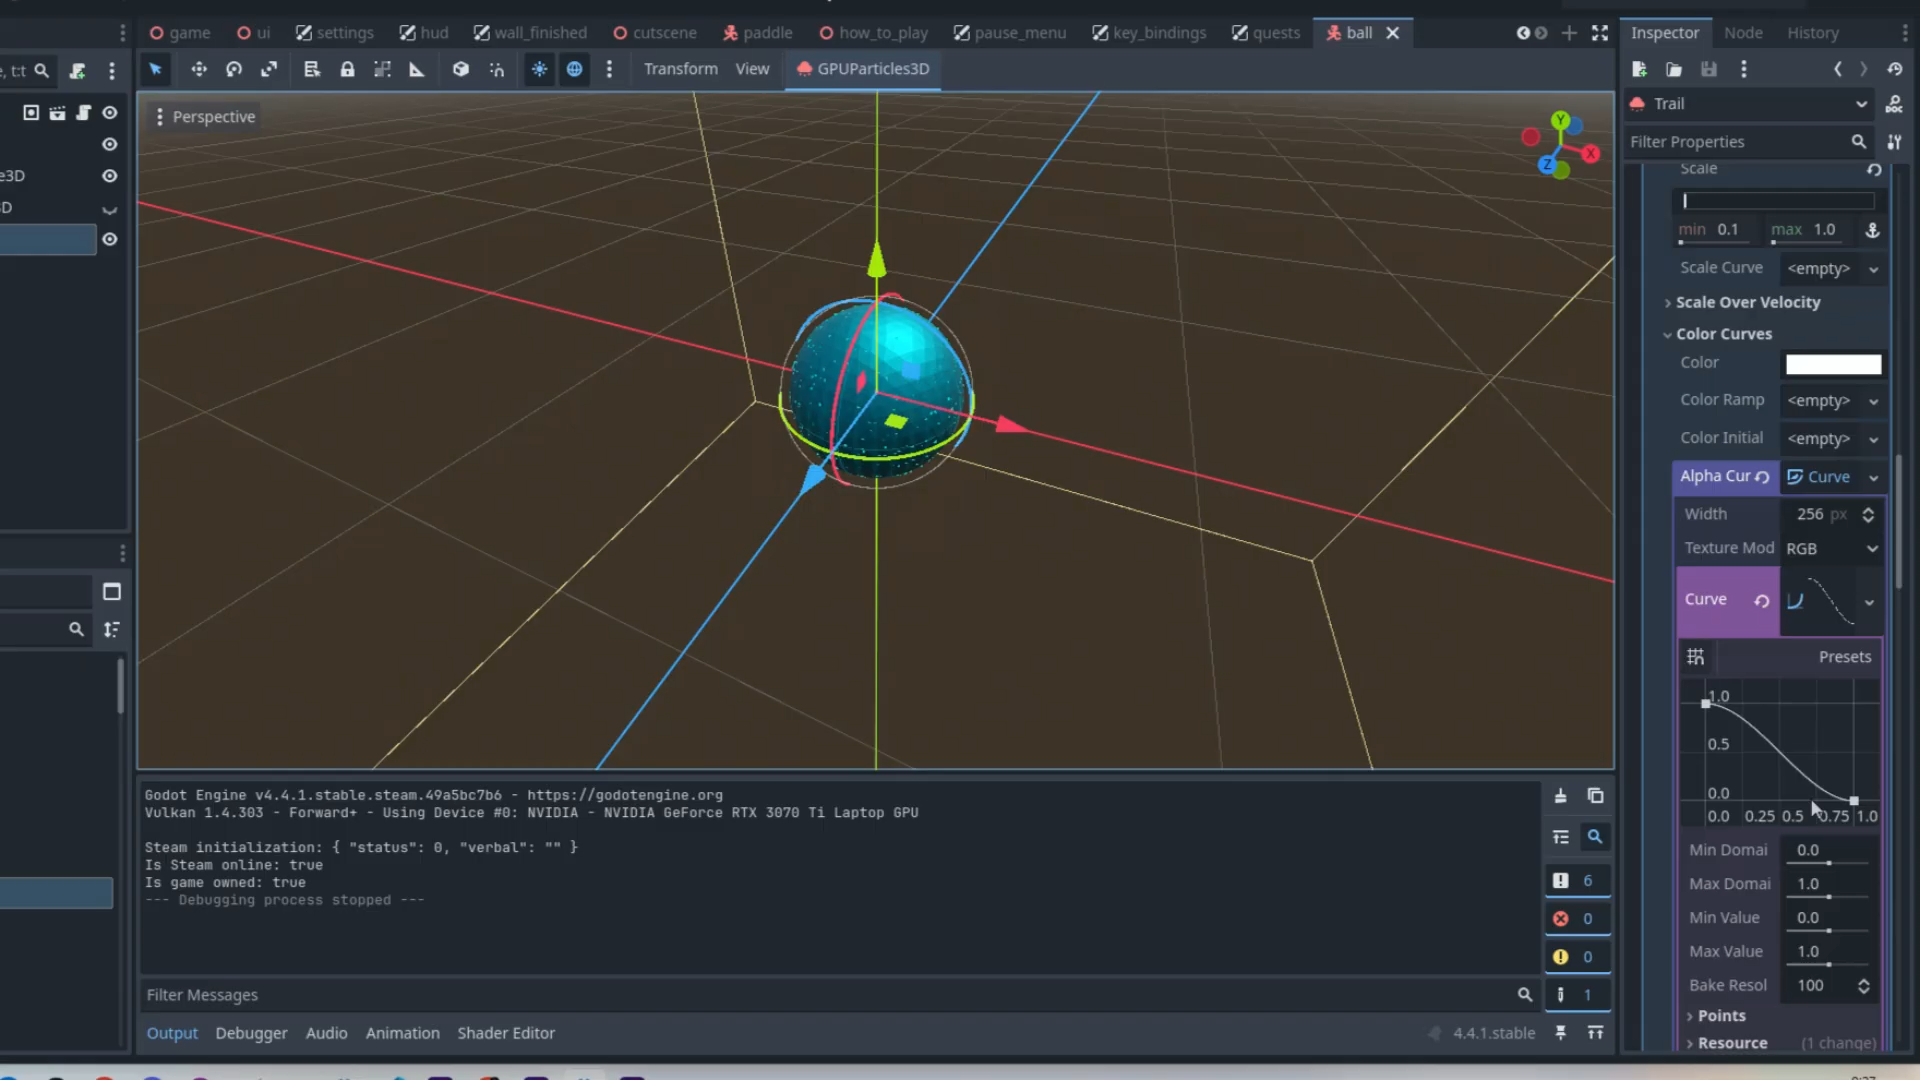 game
ui
settings
hud
wall_finished
cutscene
paddle
how_to_play
pause_menu
key_bindings
quests
ball
Inspector
Node
History
, t:t
Transform
View
GPUParticles3D
Perspective
Y
X
Z
e3D
D
Trail
Filter Properties
Scale
min 0.1 max 1.0
Scale Curve <empty>
Scale Over Velocity
Color Curves
Color
Color Ramp <empty>
Color Initial <empty>
Alpha Cur Curve
Width 256 px
Texture Mod RGB
Curve
Presets
1.0
0.5
0.0
0.0 0.25 0.5 0.75 1.0
Min Domai 0.0
Max Domai 1.0
Min Value 0.0
Max Value 1.0
Bake Resol 100
Points
Resource (1 change)
Godot Engine v4.4.1.stable.steam.49a5bc7b6 - https://godotengine.org
Vulkan 1.4.303 - Forward+ - Using Device #0: NVIDIA - NVIDIA GeForce RTX 3070 Ti Laptop GPU
Steam initialization: { "status": 0, "verbal": "" }
Is Steam online: true
Is game owned: true
--- Debugging process stopped ---
6
0
0
1
Filter Messages
Output
Debugger
Audio
Animation
Shader Editor
4.4.1.stable